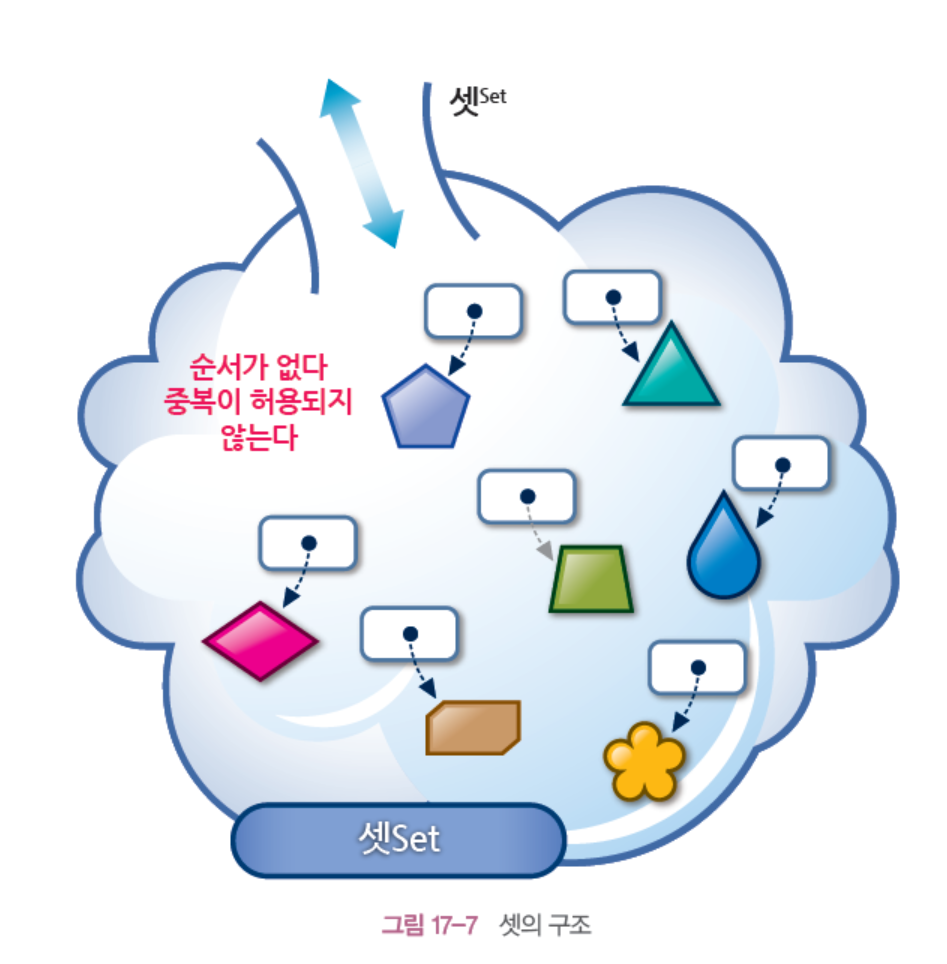 셋Set
순서가 없다
중복이 허용되지
않는다
셋Set
그림 17-7 셋의 구조